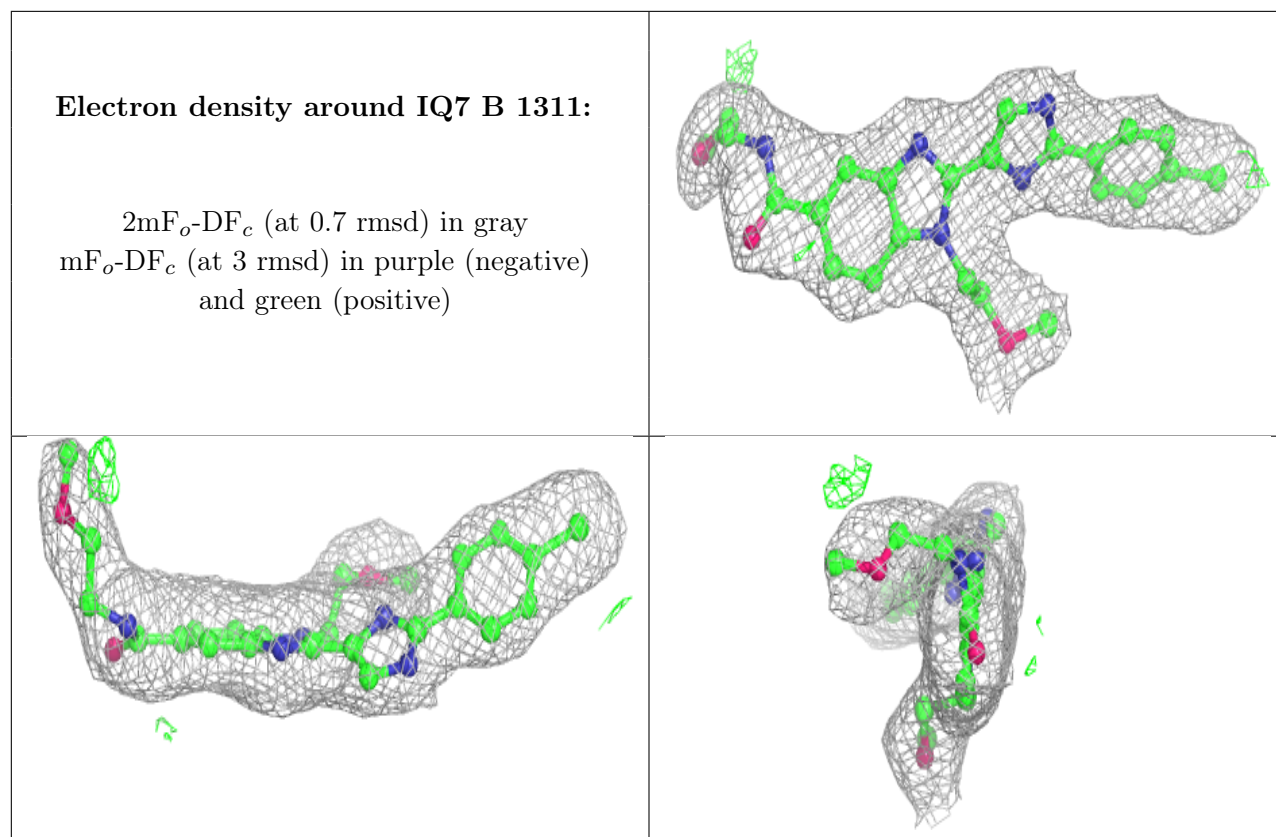 Electron density around IQ7 B 1311:
2mFo-DFc (at 0.7 rmsd) in gray
mFo-DFc (at 3 rmsd) in purple (negative)
and green (positive)